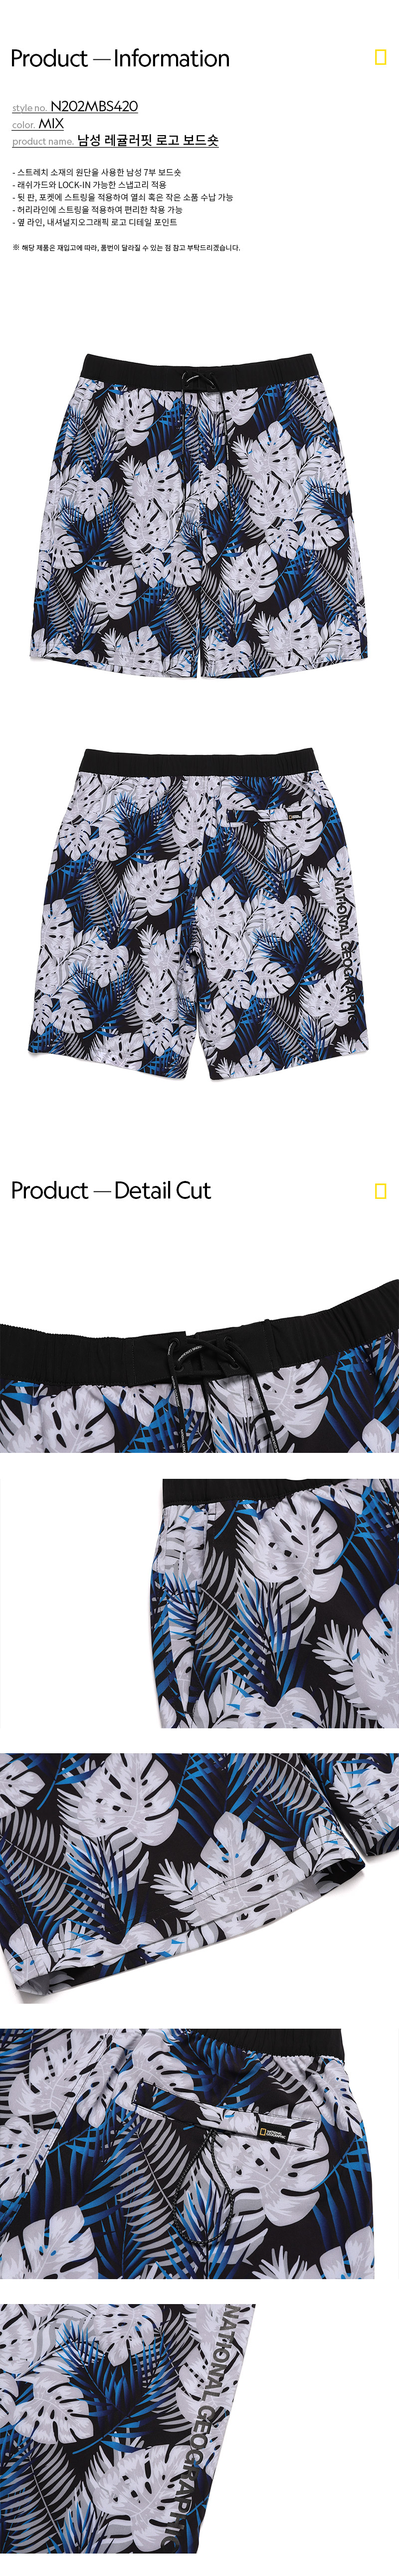 Product — Information
style no. N202MBS420
color. MIX
product name. 남성 레귤러핏 로고 보드숏
- 스트레치 소재의 원단을 사용한 남성 7부 보드숏
- 래쉬가드와 LOCK-IN 가능한 스냅고리 적용
- 뒷 판, 포켓에 스트링을 적용하여 열쇠 혹은 작은 소품 수납 가능
- 허리라인에 스트링을 적용하여 편리한 착용 가능
- 옆 라인, 내셔널지오그래픽 로고 디테일 포인트
※ 해당 제품은 재입고에 따라, 품번이 달라질 수 있는 점 참고 부탁드리겠습니다.
NATIONAL GEOGRAPHIC
Product — Detail Cut
NATIONAL
GEOGRAPHIC
NATIONAL GEOGRAPHIC